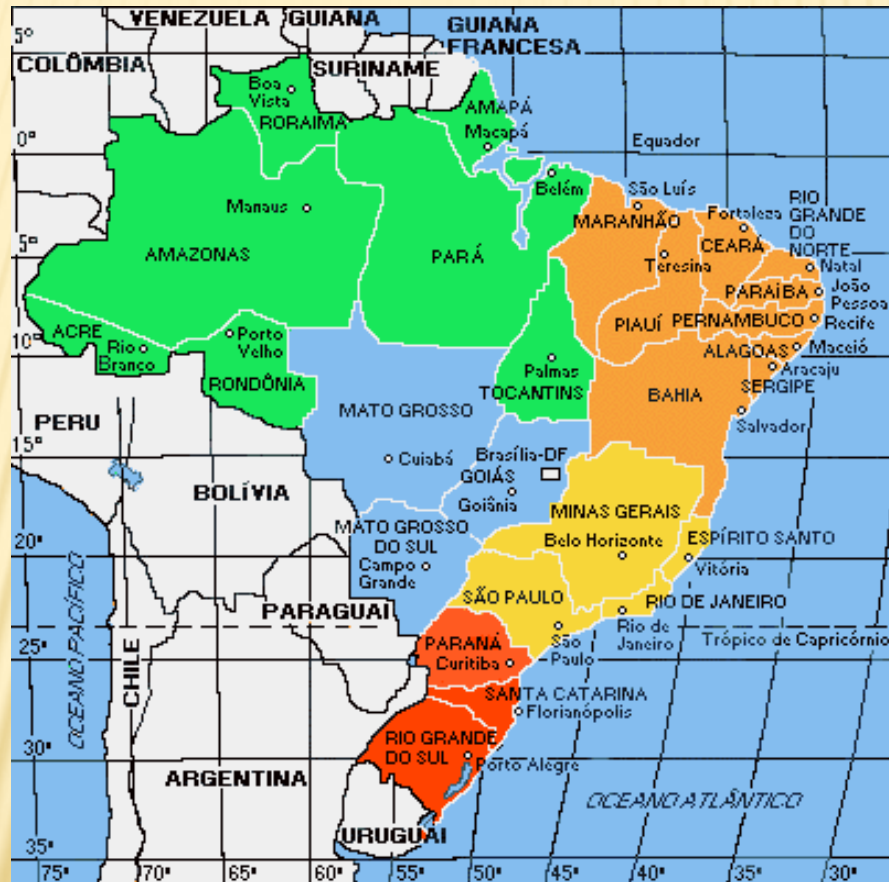 VENEZUELA
GUIANA
GUIANA
FRANCESA
5°
COLÔMBIA
SURINAME
Boa
Vista
RORAIMA
AMAPÁ
Macapá
Equador
0°
Belém
São Luís
RIO
GRANDE
DO
NORTE
Manaus
MARANHÃO
Fortaleza
CEARÁ
AMAZONAS
PARÁ
Teresina
Natal
5°
PARAÍBA
João
Pessoa
ACRE
Rio
Branco
Porto
Velho
PIAUÍ
PERNAMBUCO
Recife
10°
RONDÔNIA
Palmas
TOCANTINS
ALAGOAS
Maceió
Aracaju
SERGIPE
PERU
MATO GROSSO
BAHIA
Salvador
15°
Cuiabá
Brasília-DF
GOIÁS
Goiânia
BOLÍVIA
MATO GROSSO
DO SUL
Campo
Grande
MINAS GERAIS
Belo Horizonte
ESPÍRITO SANTO
Vitória
20°
OCEANO PACÍFICO
PARAGUAI
SÃO PAULO
RIO DE JANEIRO
Rio de
Janeiro
São
Paulo
Trópico de Capricórnio
25°
CHILE
PARANÁ
Curitiba
SANTA CATARINA
Florianópolis
RIO GRANDE
DO SUL
Porto Alegre
30°
ARGENTINA
OCEANO ATLÂNTICO
URUGUAI
35°
75° 70° 65° 60° 55° 50° 45° 40° 35° 30°